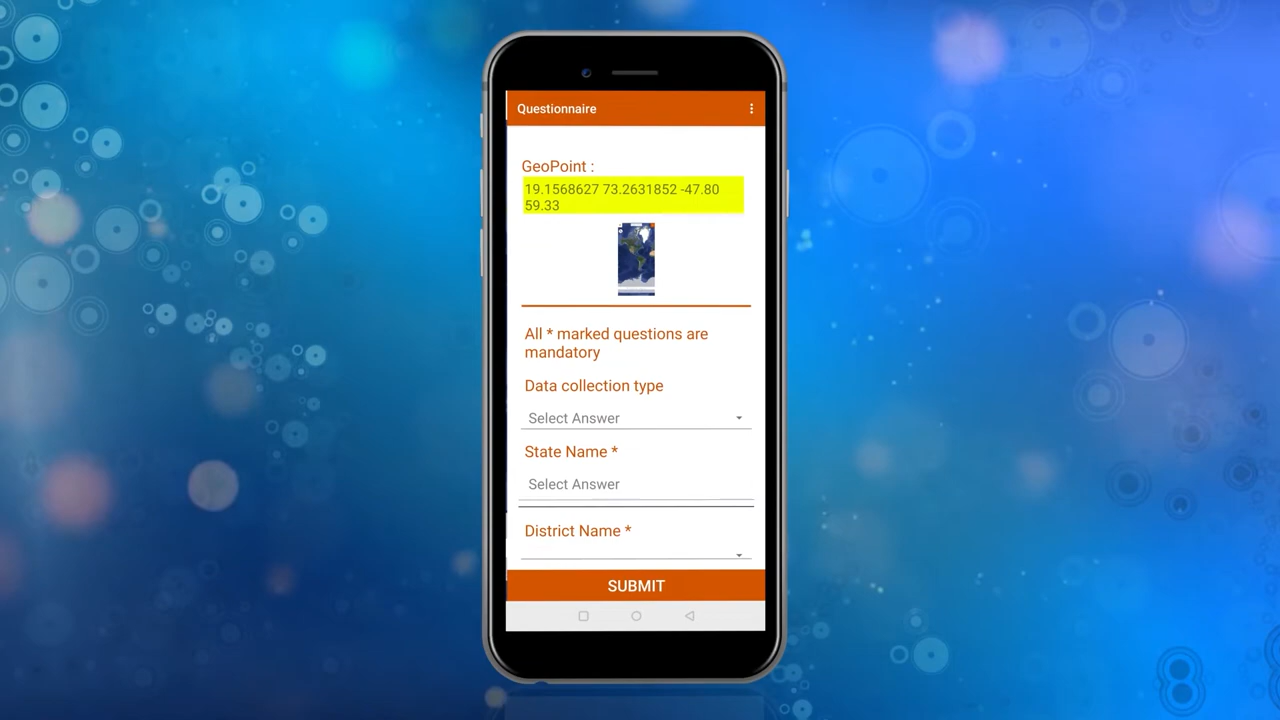 Questionnaire
GeoPoint :
19.1568627 73.2631852 -47.80
59.33
All * marked questions are
mandatory
Data collection type
Select Answer
State Name *
Select Answer
District Name *
SUBMIT